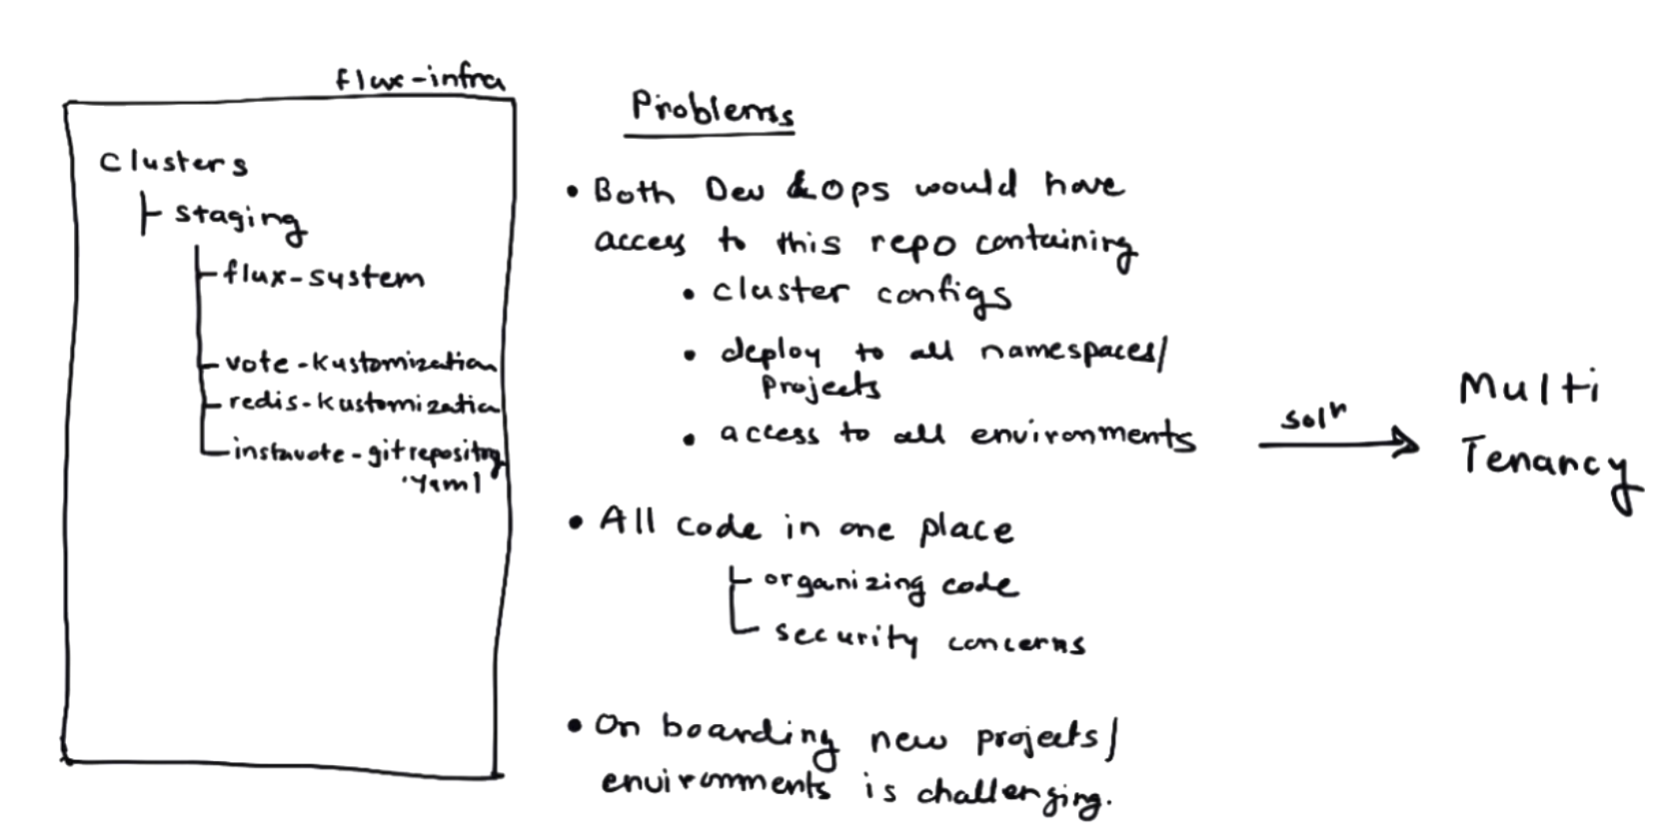 flux-infra
clusters
staging
flux-system
vote-kustomization
redis-kustomization
instavote-gitrepository
.yaml
Problems
• Both Dev & Ops would have
access to this repo containing
• cluster configs
• deploy to all namespaces/
Projects
• access to all environments
• All code in one place
organizing code
security concerns
• On boarding new projects/
environments is challenging.
solⁿ
Multi
Tenancy